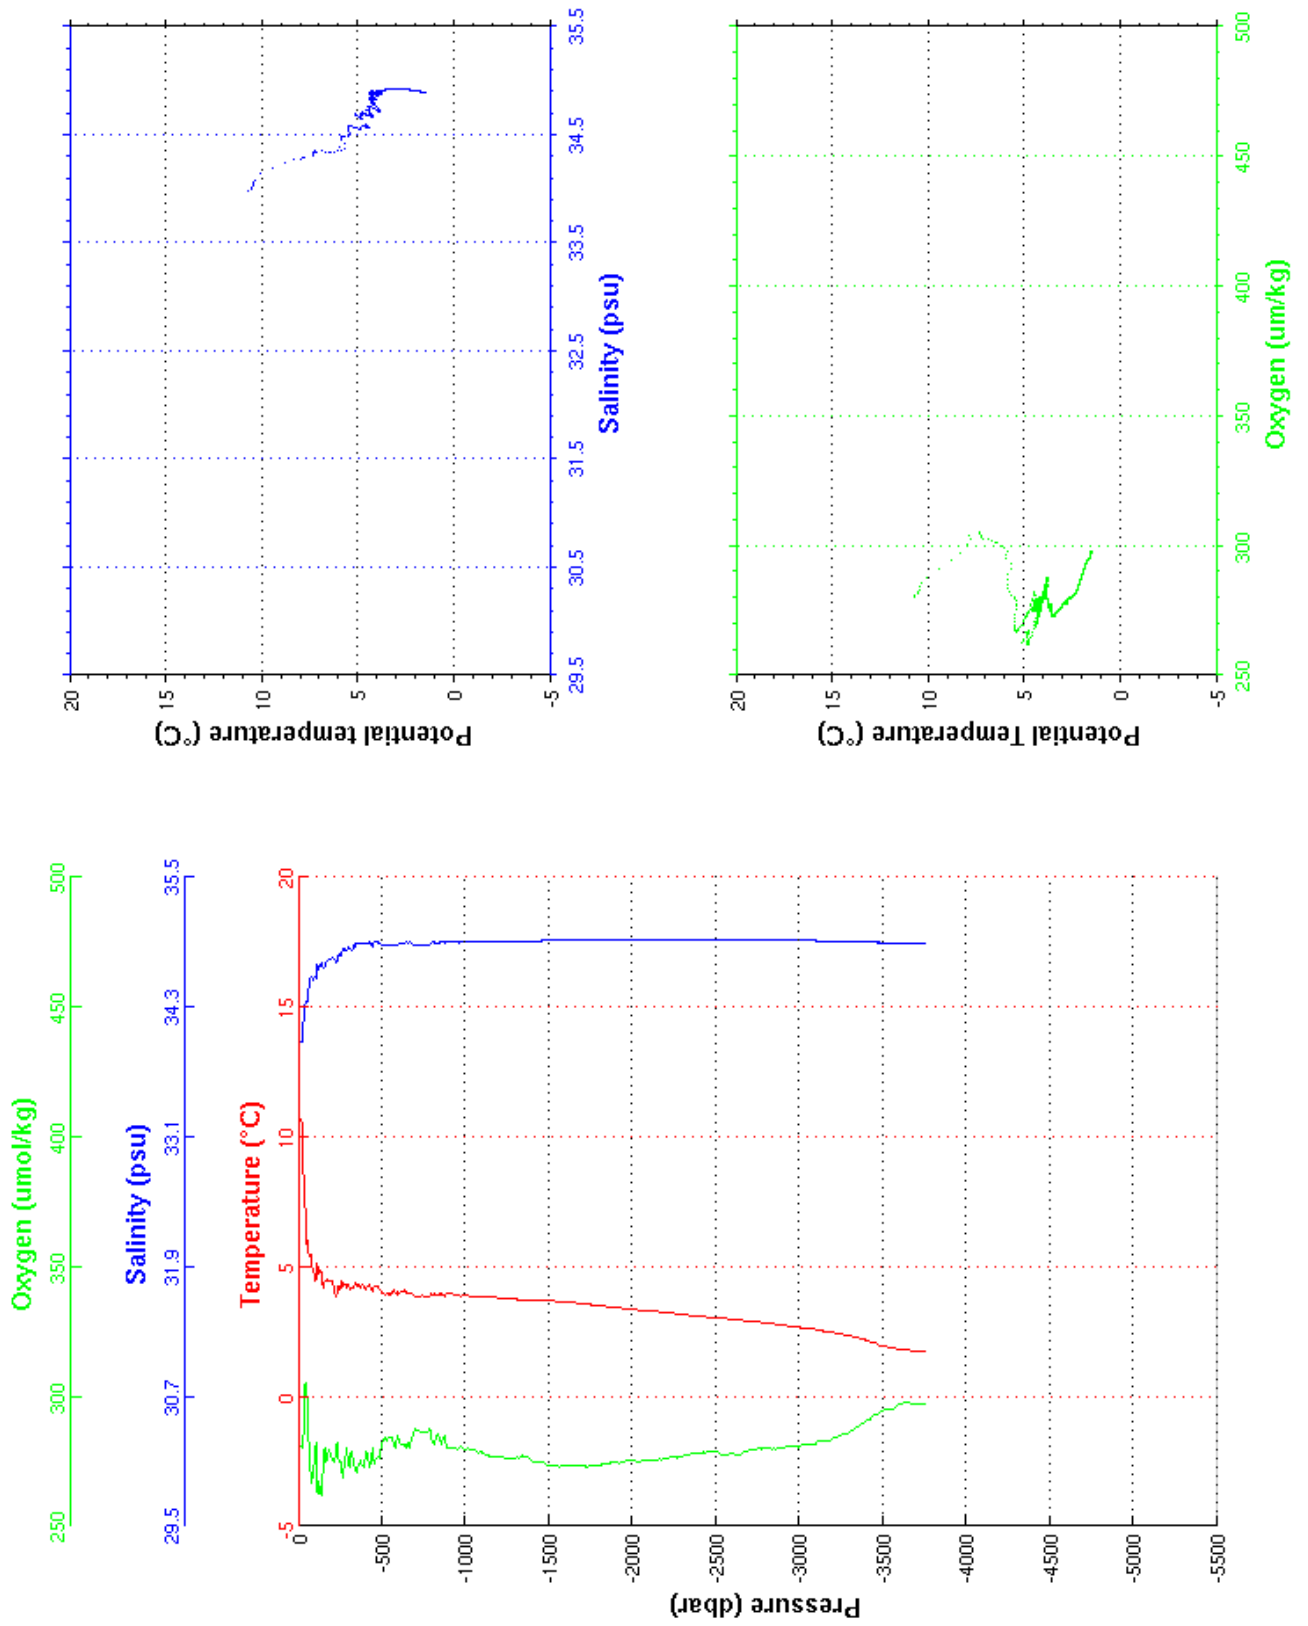 Oxygen (umol/kg)
250 300 350 400 450 500
Salinity (psu)
29.5 30.7 31.9 33.1 34.3 35.5
Temperature (°C)
-5 0 5 10 15 20
0
-500
-1000
-1500
-2000
-2500
-3000
-3500
-4000
-4500
-5000
-5500
Pressure (dbar)
20
15
10
5
0
-5
Potential temperature (°C)
29.5 30.5 31.5 32.5 33.5 34.5 35.5
Salinity (psu)
20
15
10
5
0
-5
Potential Temperature (°C)
250 300 350 400 450 500
Oxygen (um/kg)